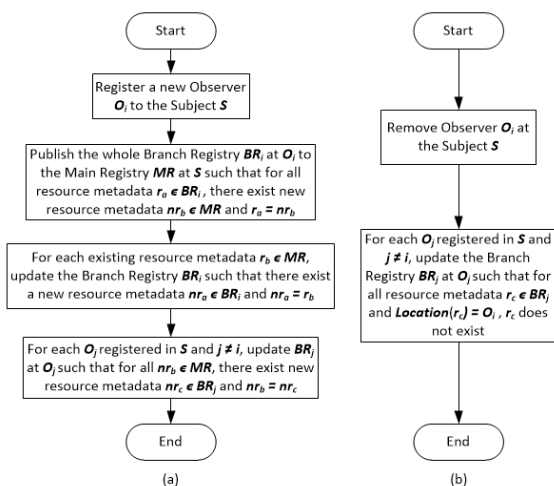 Start
Register a new Observer
Oi to the Subject S
Publish the whole Branch Registry BRi at Oi to
the Main Registry MR at S such that for all
resource metadata ra ϵ BRi, there exist new
resource metadata nrb ϵ MR and ra = nrb
For each existing resource metadata rb ϵ MR,
update the Branch Registry BRi such that there exist
a new resource metadata nra ϵ BRi and nra = rb
For each Oj registered in S and j ≠ i, update BRj
at Oj such that for all nrb ϵ MR, there exist new
resource metadata nrc ϵ BRj and nrb = nrc
End
(a)
Start
Remove Observer Oi at
the Subject S
For each Oj registered in S and
j ≠ i, update the Branch
Registry BRj at Oj such that for
all resource metadata rc ϵ BRj
and Location(rc) = Oi , rc does
not exist
End
(b)